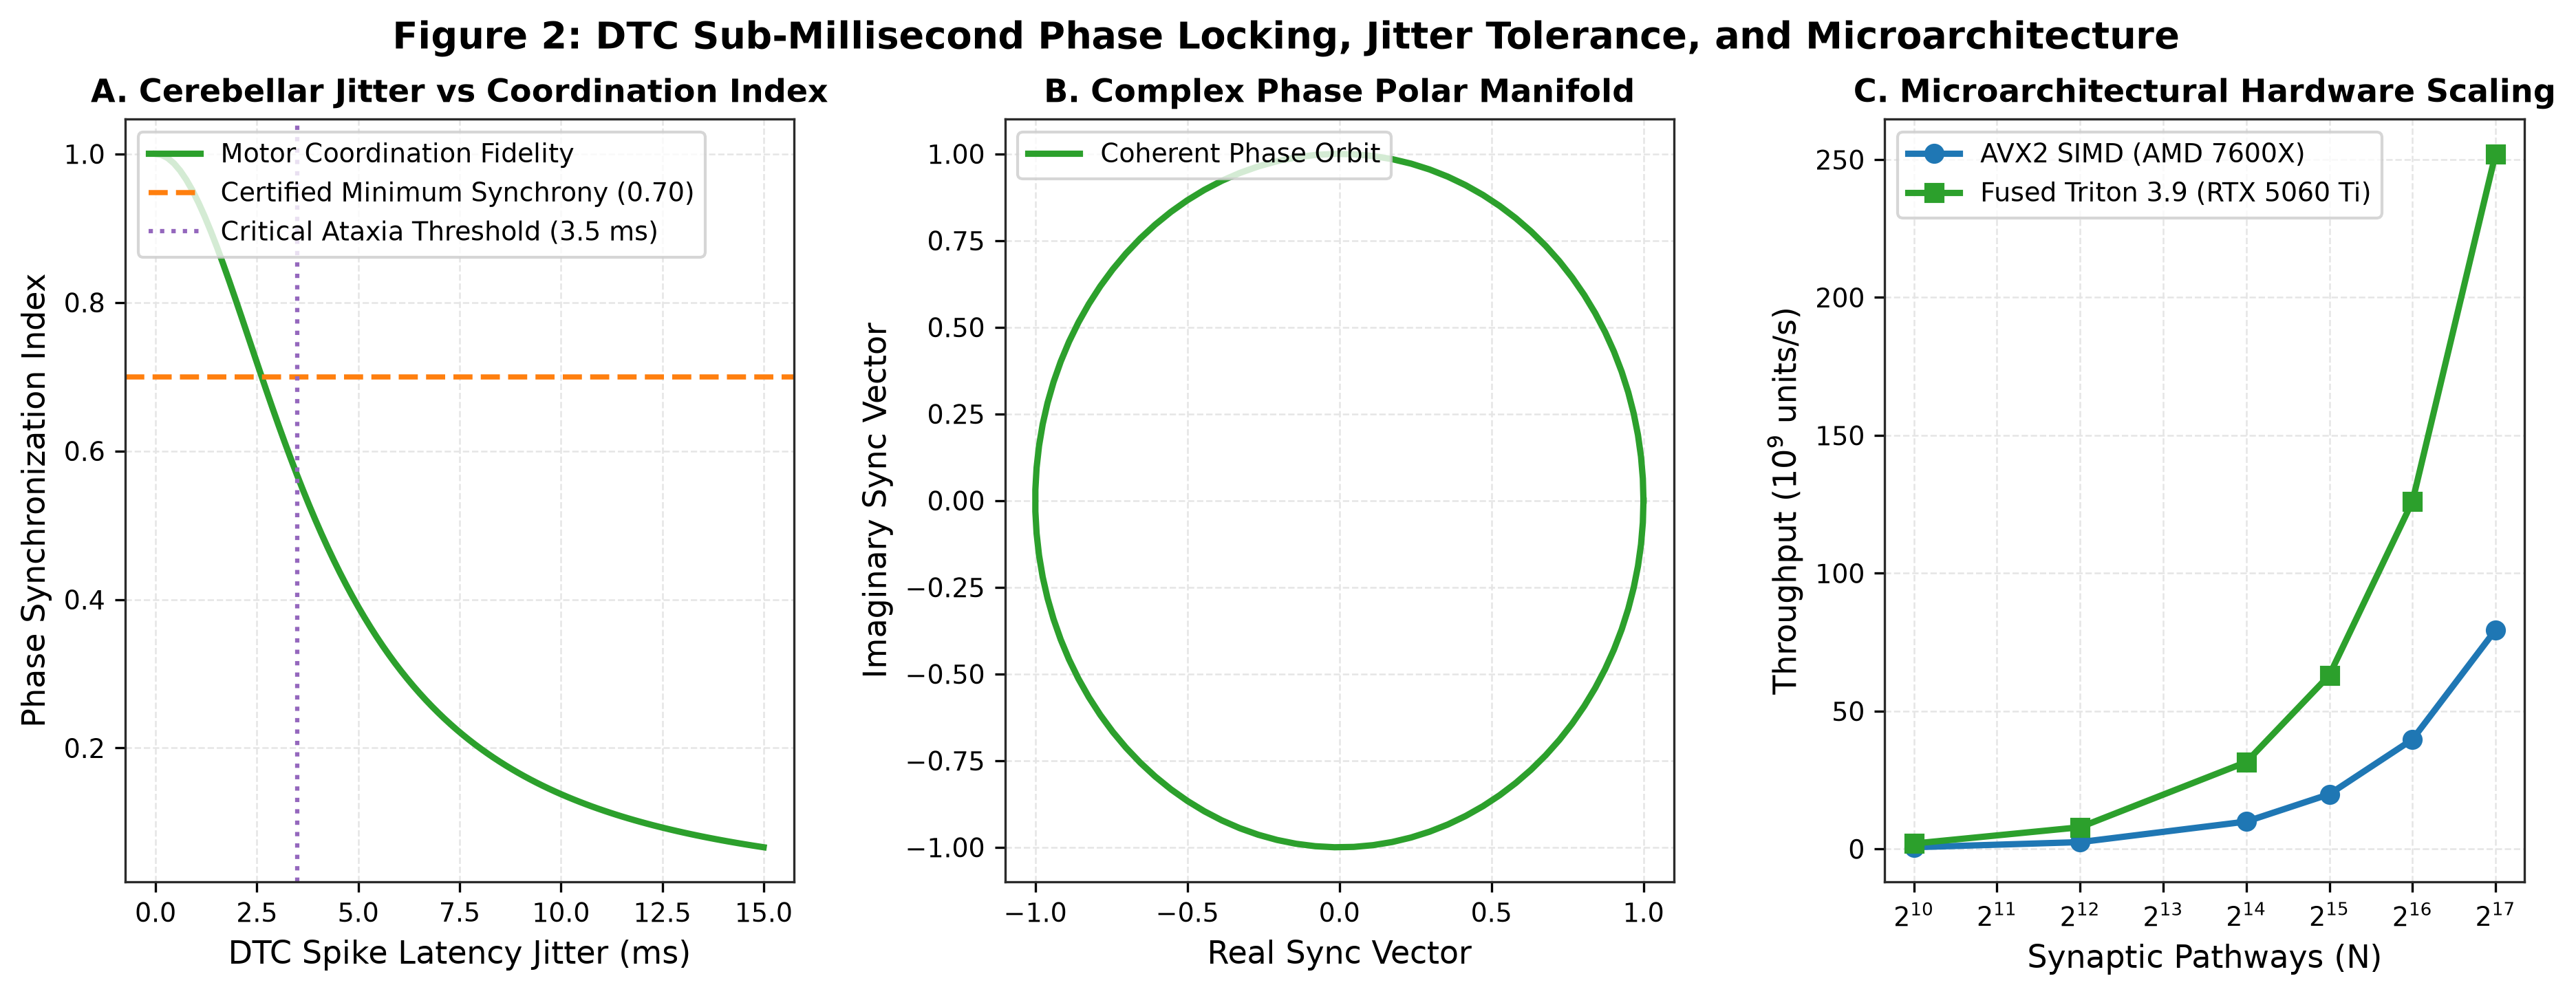 Figure 2: DTC Sub-Millisecond Phase Locking, Jitter Tolerance, and Microarchitecture
A. Cerebellar Jitter vs Coordination Index
Motor Coordination Fidelity
Certified Minimum Synchrony (0.70)
Critical Ataxia Threshold (3.5 ms)
Phase Synchronization Index
1.0
0.8
0.6
0.4
0.2
0.0 2.5 5.0 7.5 10.0 12.5 15.0
DTC Spike Latency Jitter (ms)
B. Complex Phase Polar Manifold
Coherent Phase Orbit
Imaginary Sync Vector
1.00
0.75
0.50
0.25
0.00
−0.25
−0.50
−0.75
−1.00
−1.0 −0.5 0.0 0.5 1.0
Real Sync Vector
C. Microarchitectural Hardware Scaling
AVX2 SIMD (AMD 7600X)
Fused Triton 3.9 (RTX 5060 Ti)
Throughput (10⁹ units/s)
250
200
150
100
50
0
2¹⁰ 2¹¹ 2¹² 2¹³ 2¹⁴ 2¹⁵ 2¹⁶ 2¹⁷
Synaptic Pathways (N)